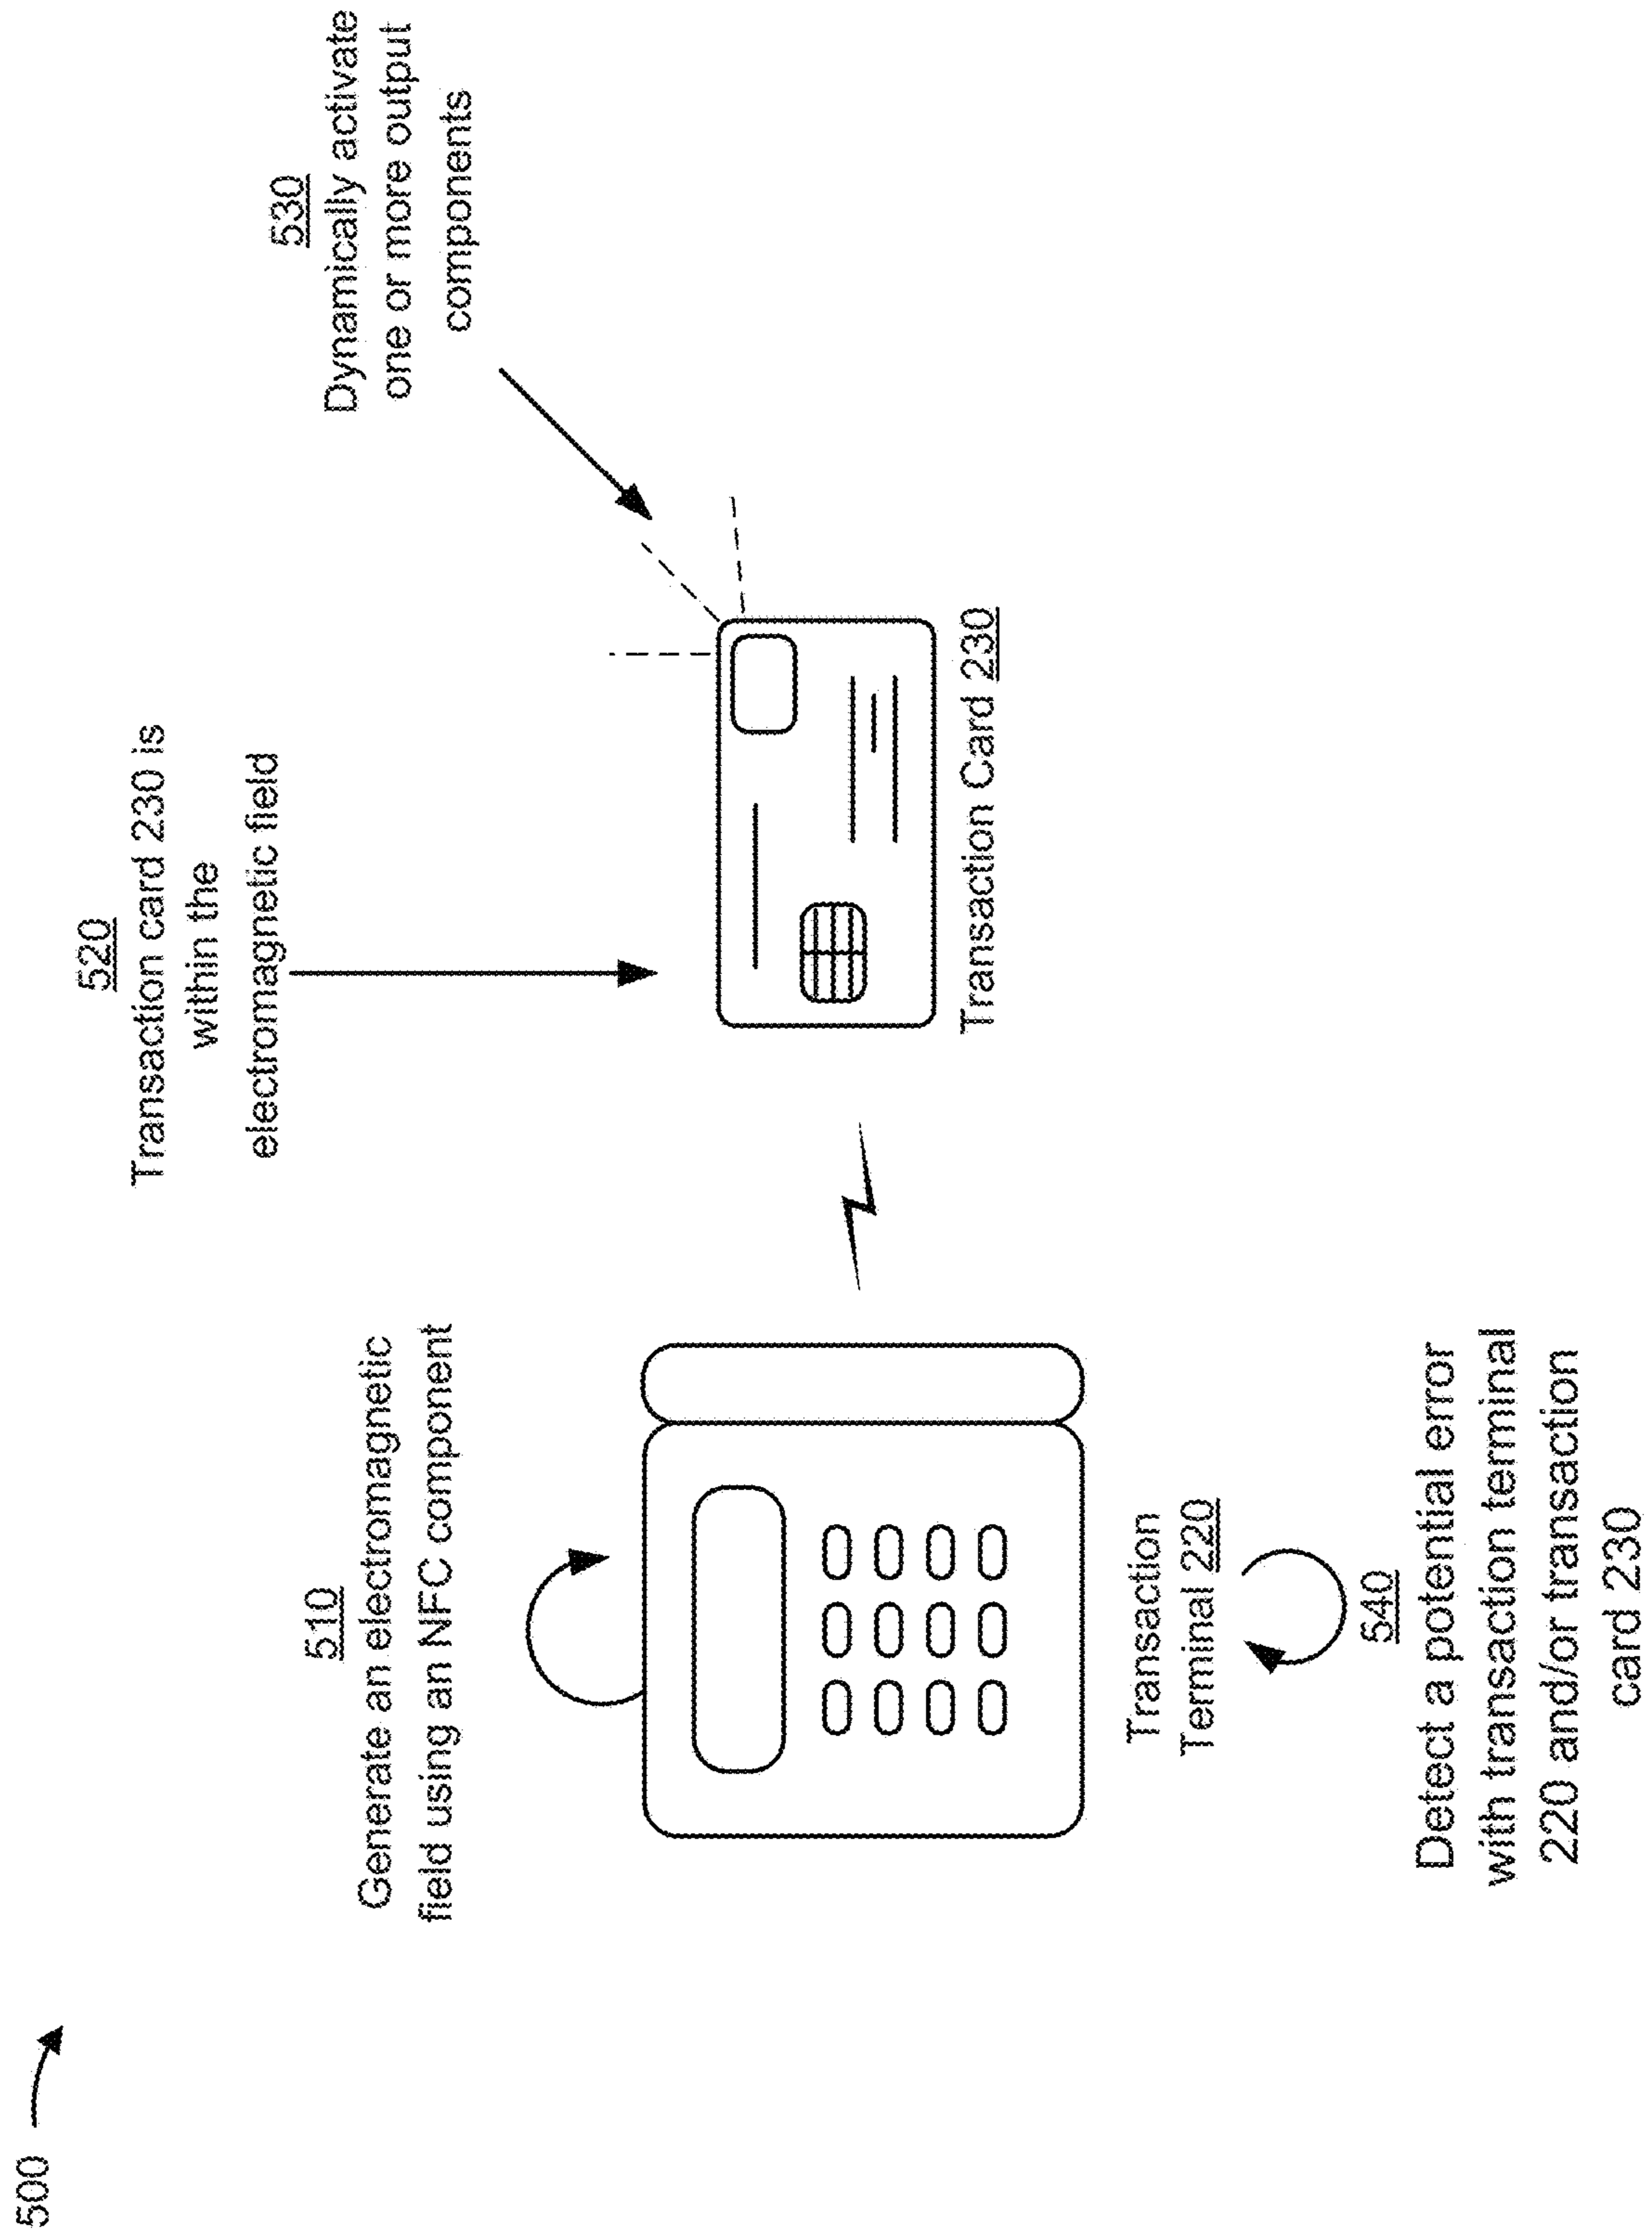 500
510
Generate an electromagnetic
field using an NFC component
520
Transaction card 230 is
within the
electromagnetic field
530
Dynamically activate
one or more output
components
Transaction
Terminal 220
Transaction Card 230
540
Detect a potential error
with transaction terminal
220 and/or transaction
card 230